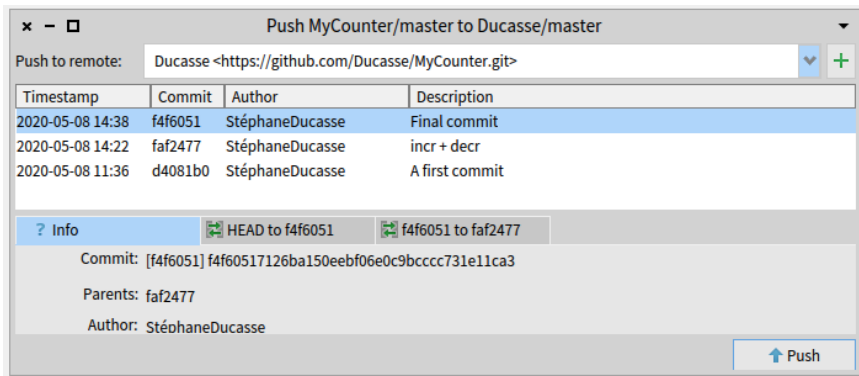 Push MyCounter/master to Ducasse/master
Push to remote: Ducasse <https://github.com/Ducasse/MyCounter.git>
Timestamp Commit Author Description
2020-05-08 14:38 f4f6051 StéphaneDucasse Final commit
2020-05-08 14:22 faf2477 StéphaneDucasse incr + decr
2020-05-08 11:36 d4081b0 StéphaneDucasse A first commit
? Info HEAD to f4f6051 f4f6051 to faf2477
Commit: [f4f6051] f4f60517126ba150eebf06e0c9bcccc731e11ca3
Parents: faf2477
Author: StéphaneDucasse
Push